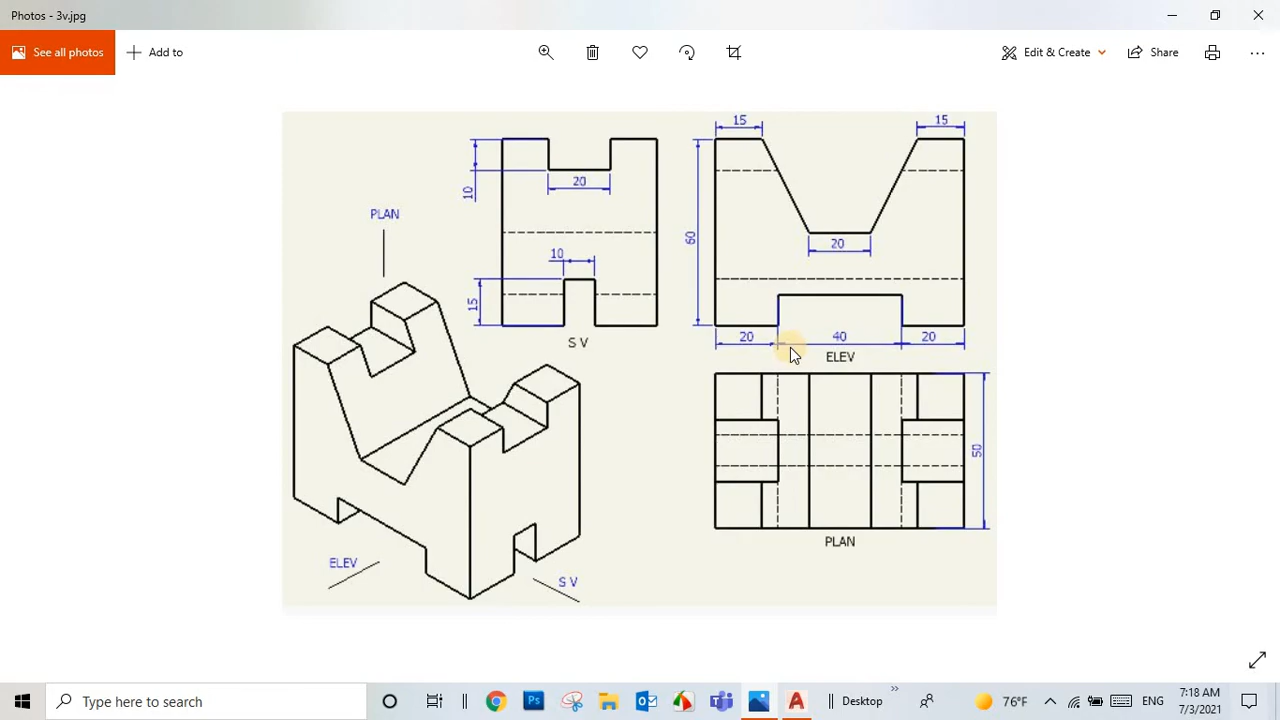 Photos - 3v.jpg
See all photos
Add to
Edit & Create
Share
15
15
10
20
PLAN
60
10
20
15
20
40
20
S V
ELEV
50
PLAN
ELEV
S V
Type here to search
Ps
A
Desktop
76°F
ENG
7:18 AM
7/3/2021